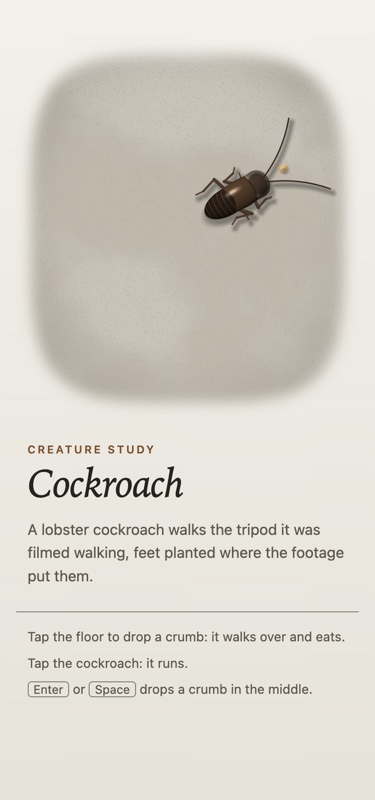 CREATURE STUDY
Cockroach
A lobster cockroach walks the tripod it was
filmed walking, feet planted where the footage
put them.
Tap the floor to drop a crumb: it walks over and eats.
Tap the cockroach: it runs.
Enter or Space drops a crumb in the middle.